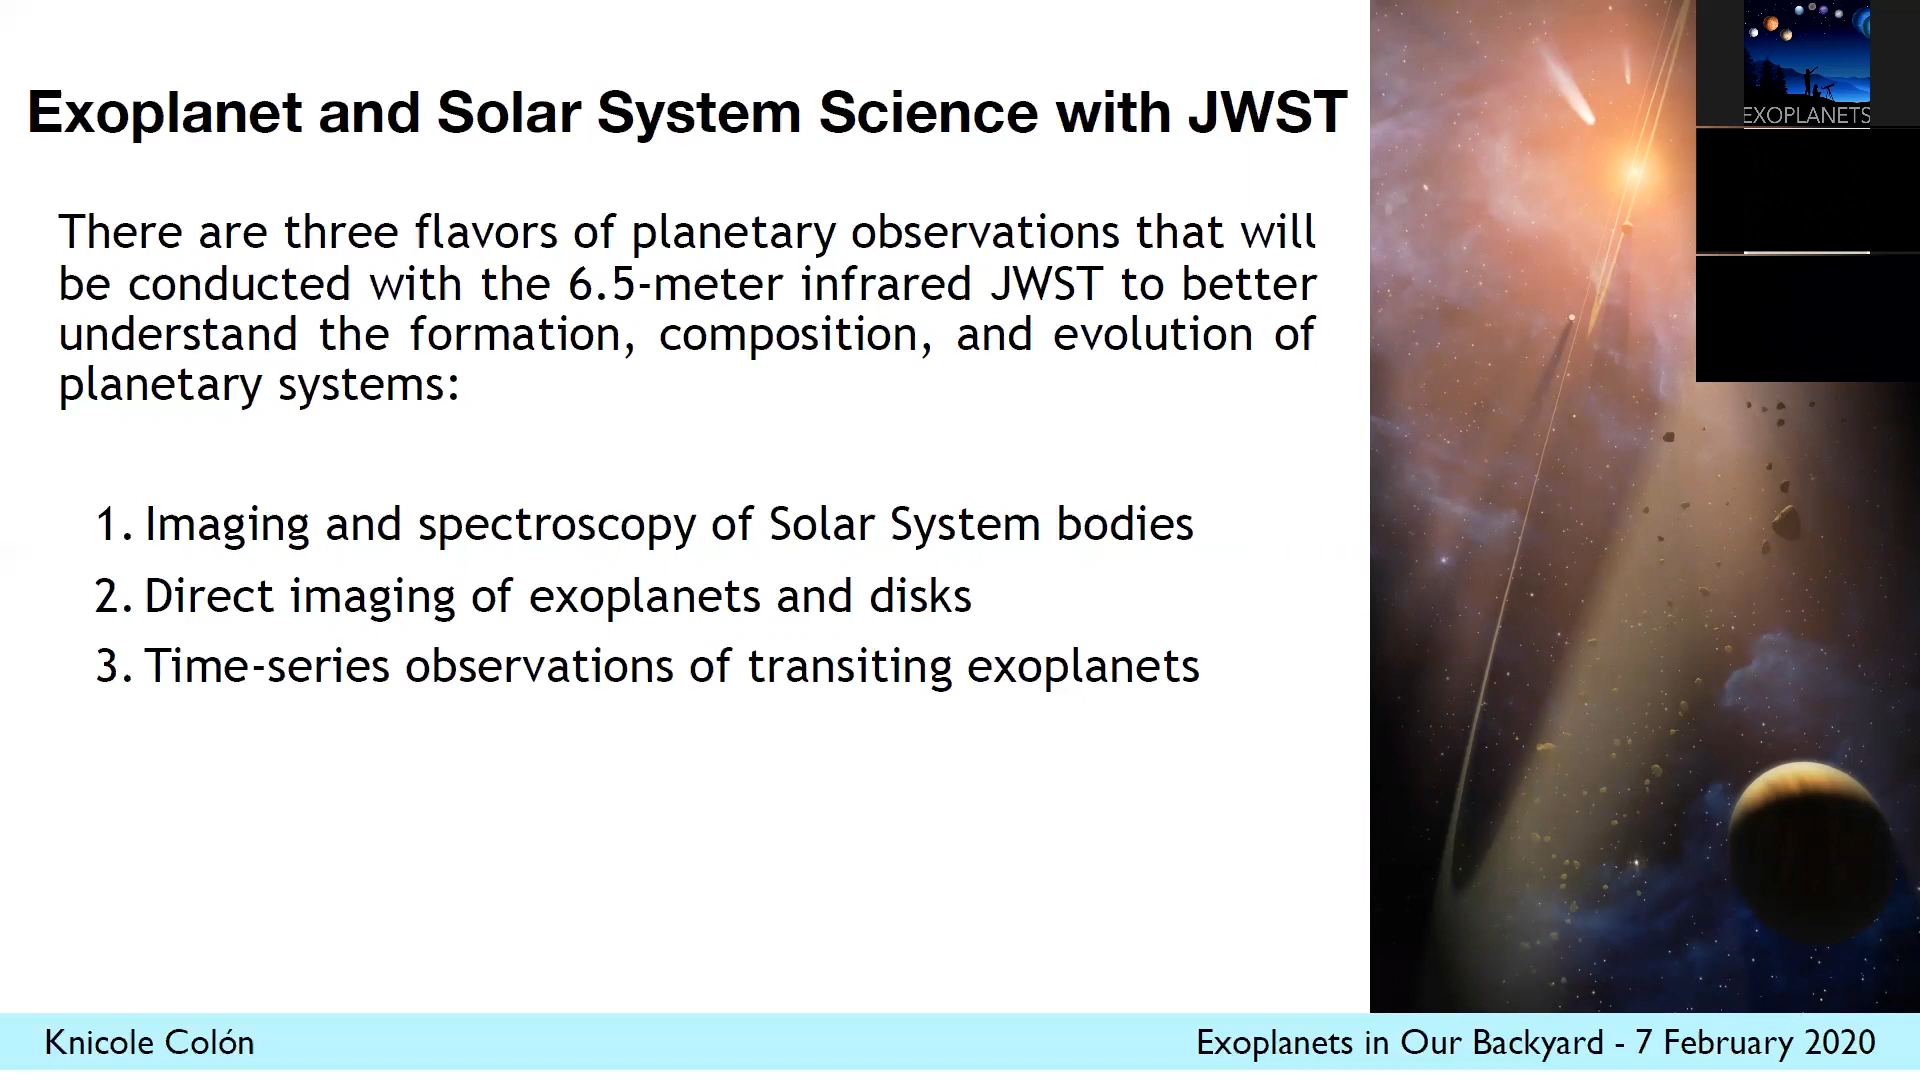 Exoplanet and Solar System Science with JWST
There are three flavors of planetary observations that will
be conducted with the 6.5-meter infrared JWST to better
understand the formation, composition, and evolution of
planetary systems:
1. Imaging and spectroscopy of Solar System bodies
2. Direct imaging of exoplanets and disks
3. Time-series observations of transiting exoplanets
EXOPLANETS
Knicole Colón
Exoplanets in Our Backyard - 7 February 2020